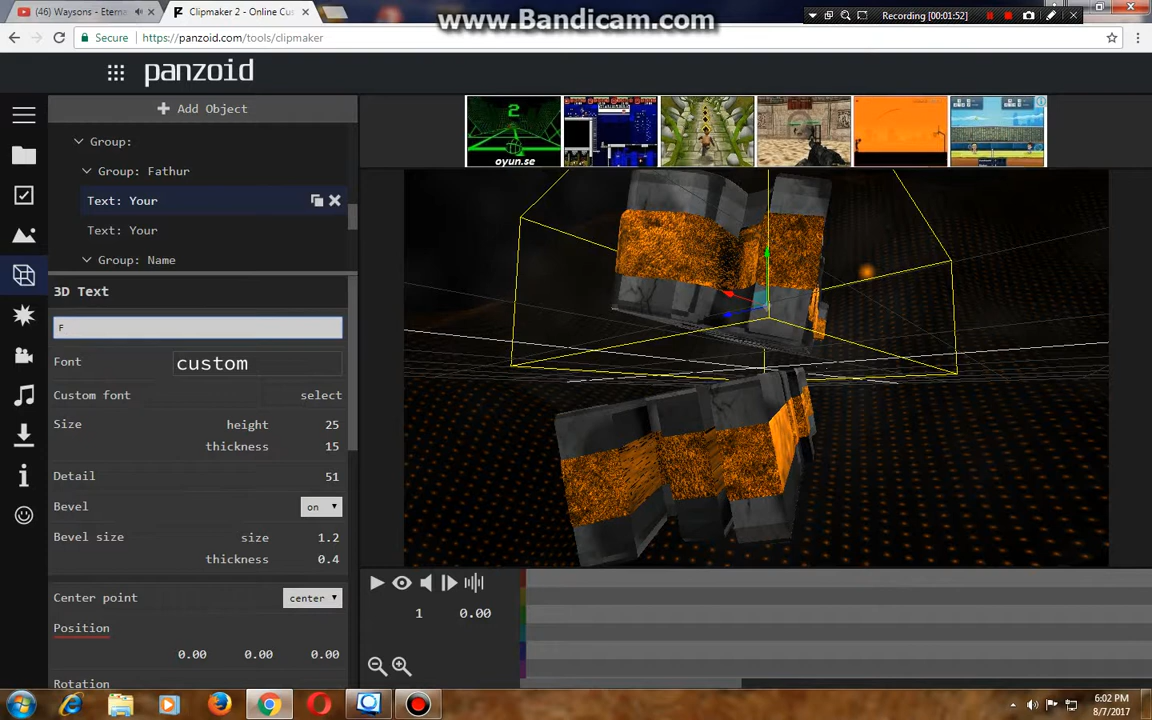 www.Bandicam.com
(46) Waysons - Etern
Clipmaker 2 - Online Cu
Recording [00:01:52]
Secure
https://panzoid.com/tools/clipmaker
panzoid
Add Object
2
oyun.se
Group:
Group: Fathur
Text: Your
Text: Your
Group: Name
3D Text
F
Font custom
Custom font select
Size height 25
thickness 15
Detail 51
Bevel on
Bevel size size 1.2
thickness 0.4
Center point center
Position
0.00 0.00 0.00
Rotation
1 0.00
6:02 PM
8/7/2017